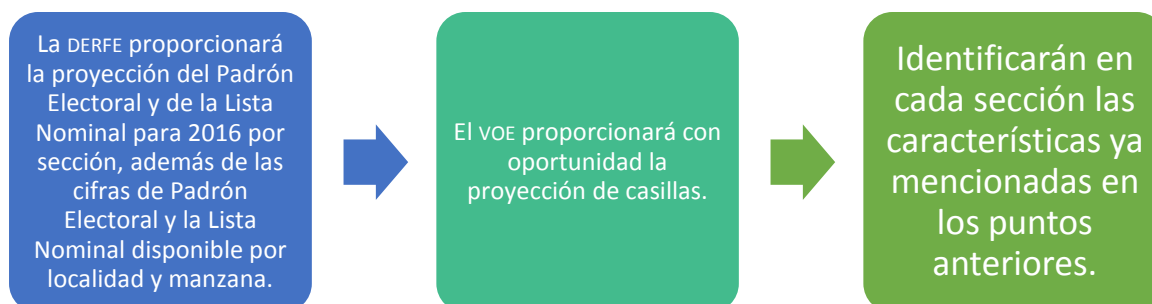 La DERFE proporcionará
la proyección del Padrón
Electoral y de la Lista
Nominal para 2016 por
sección, además de las
cifras de Padrón
Electoral y la Lista
Nominal disponible por
localidad y manzana.
El VOE proporcionará con
oportunidad la
proyección de casillas.
Identificarán en
cada sección las
características ya
mencionadas en
los puntos
anteriores.